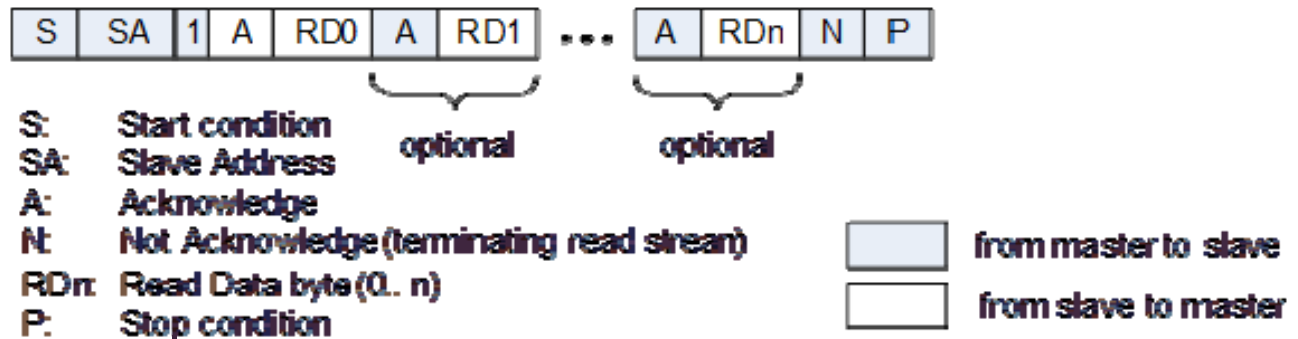 S SA 1 A RD0 A RD1 ••• A RDn N P
optional optional
S: Start condition
SA: Slave Address
A: Acknowledge
N: Not Acknowledge (terminating read strean)
RDn: Read Data byte (0.. n)
P: Stop condition
from master to slave
from slave to master